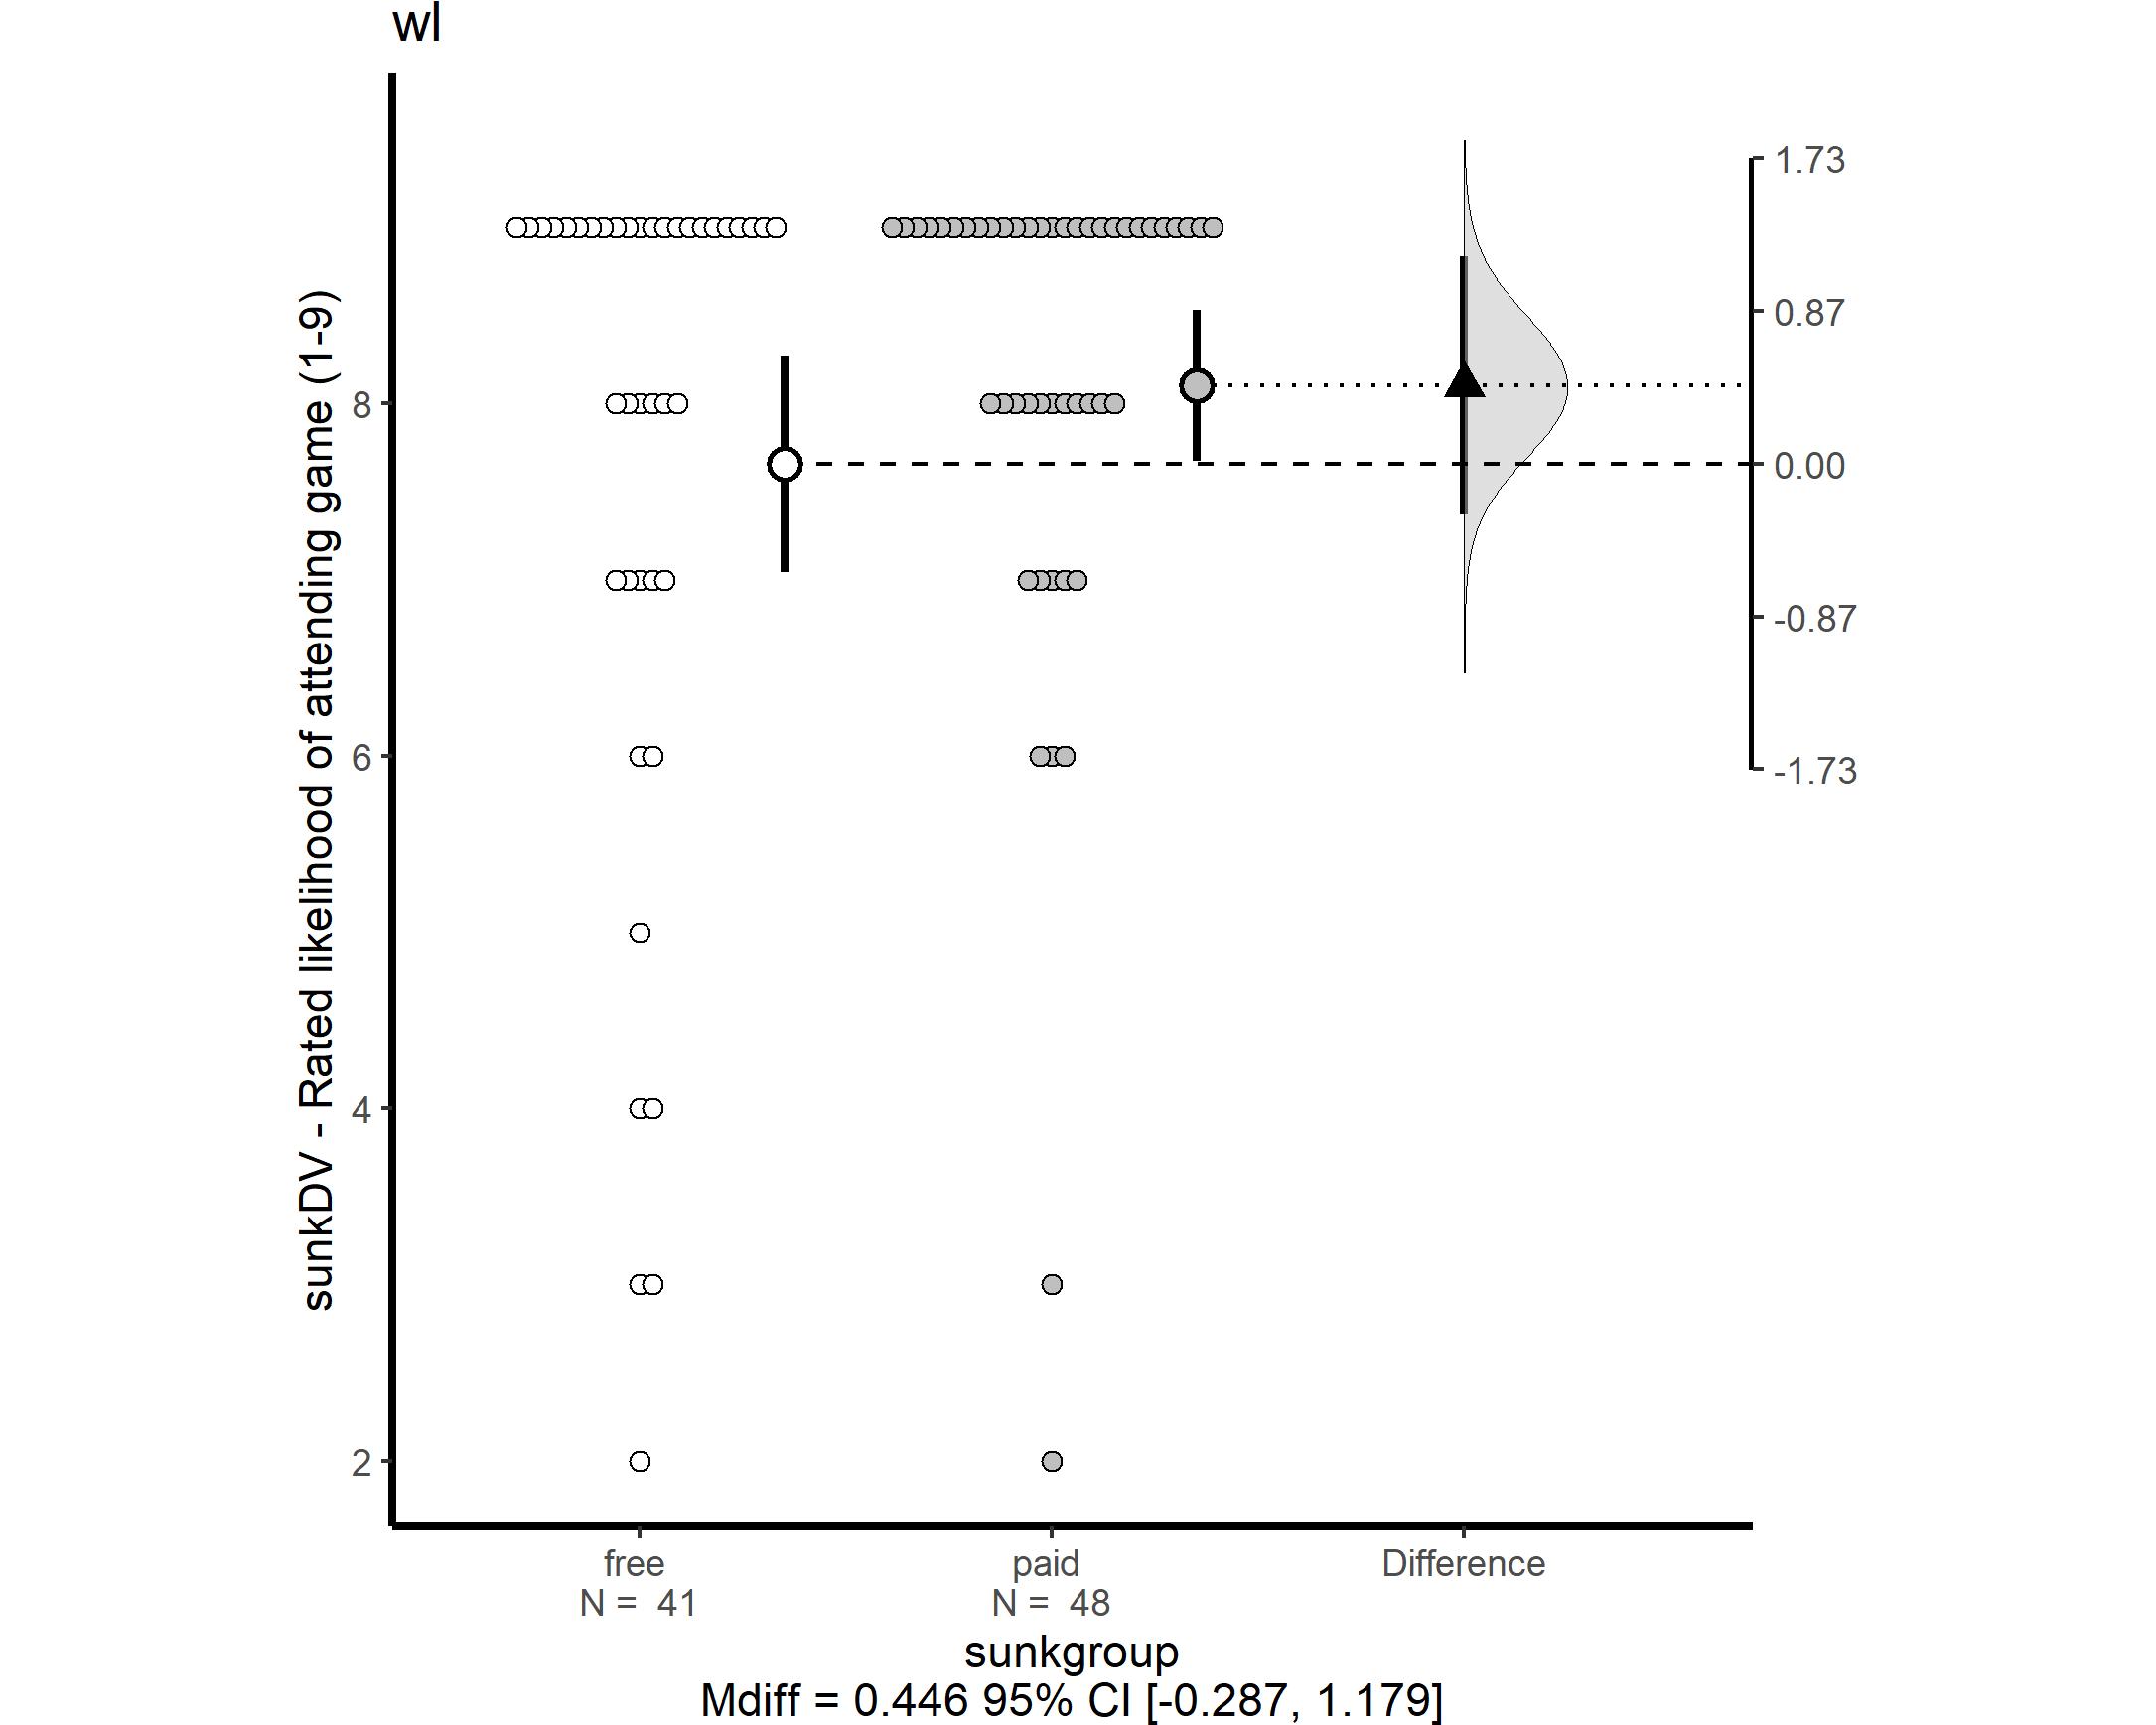 wl
sunkDV - Rated likelihood of attending game (1-9)
8
6
4
2
1.73
0.87
0.00
-0.87
-1.73
free
N =  41
paid
N =  48
Difference
sunkgroup
Mdiff = 0.446 95% CI [-0.287, 1.179]